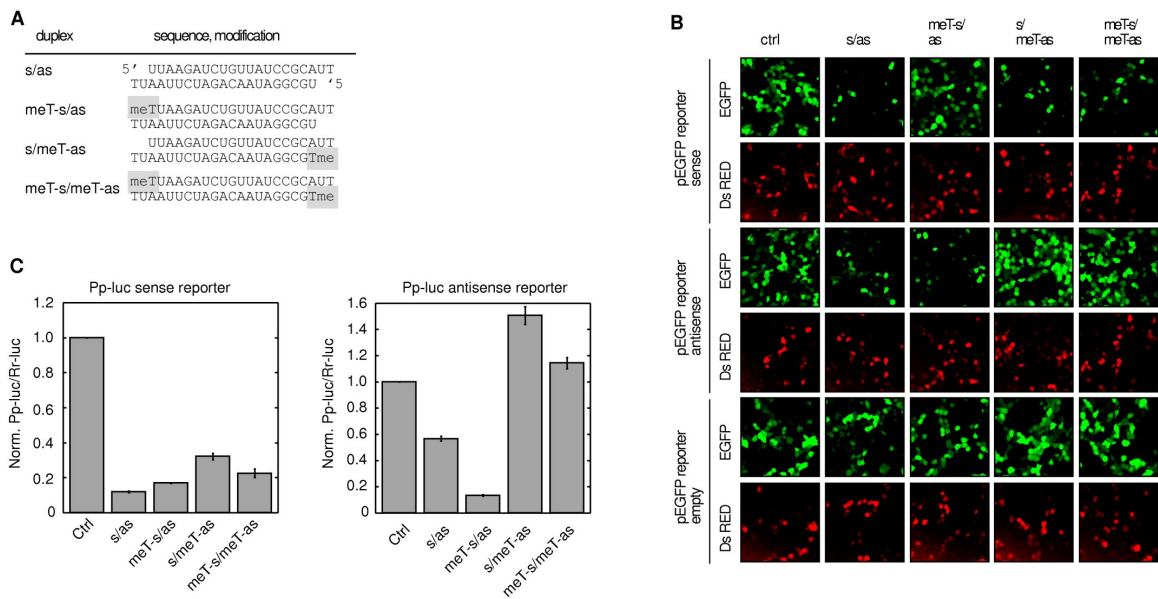 A
duplex sequence, modification
s/as 5' UUAAGAUCUGUUAUCCGCAUT
TUAAUUCUAGACAAUAGGCGU '5
meT-s/as meTUAAGAUCUGUUAUCCGCAUT
TUAAUUCUAGACAAUAGGCGU
s/meT-as UUAAGAUCUGUUAUCCGCAUT
TUAAUUCUAGACAAUAGGCGTme
meT-s/meT-as meTUAAGAUCUGUUAUCCGCAUT
TUAAUUCUAGACAAUAGGCGTme
B
ctrl s/as meT-s/as s/meT-as meT-s/meT-as
pEGFP reporter sense
EGFP
Ds RED
pEGFP reporter antisense
EGFP
Ds RED
pEGFP reporter empty
EGFP
Ds RED
C
Pp-luc sense reporter
Norm. Pp-luc/Rr-luc
1.2
1.0
0.8
0.6
0.4
0.2
0
Ctrl s/as meT-s/as s/meT-as meT-s/meT-as
Pp-luc antisense reporter
Norm. Pp-luc/Rr-luc
1.6
1.4
1.2
1.0
0.8
0.6
0.4
0.2
0
Ctrl s/as meT-s/as s/meT-as meT-s/meT-as